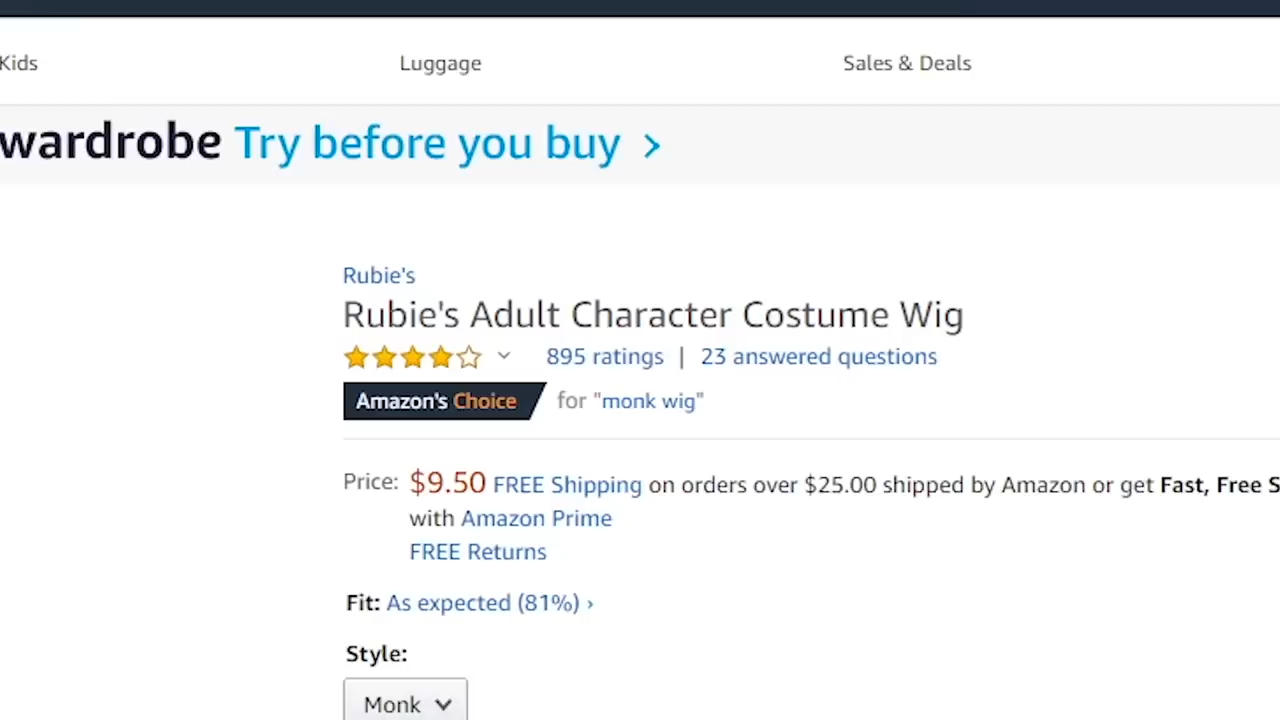 Kids
Luggage
Sales & Deals
wardrobe Try before you buy >
Rubie's
Rubie's Adult Character Costume Wig
895 ratings | 23 answered questions
Amazon's Choice for "monk wig"
Price: $9.50 FREE Shipping on orders over $25.00 shipped by Amazon or get Fast, Free S
with Amazon Prime
FREE Returns
Fit: As expected (81%) ›
Style:
Monk